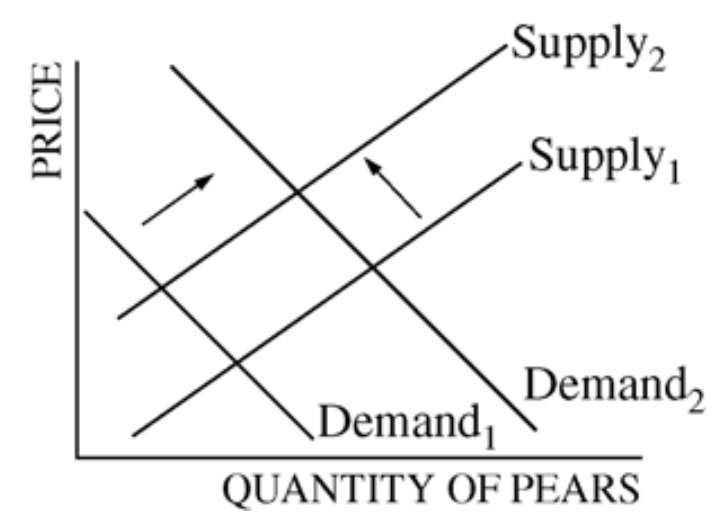 Supply₂
PRICE
Supply₁
Demand₂
Demand₁
QUANTITY OF PEARS